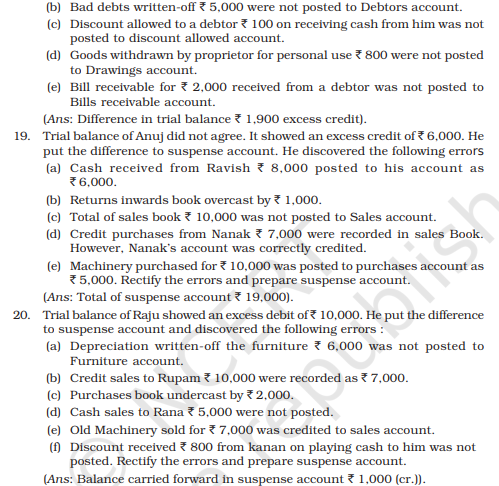 (b) Bad debts written-off ₹ 5,000 were not posted to Debtors account.
(c) Discount allowed to a debtor ₹ 100 on receiving cash from him was not
posted to discount allowed account.
(d) Goods withdrawn by proprietor for personal use ₹ 800 were not posted
to Drawings account.
(e) Bill receivable for ₹ 2,000 received from a debtor was not posted to
Bills receivable account.
(Ans: Difference in trial balance ₹ 1,900 excess credit).
19. Trial balance of Anuj did not agree. It showed an excess credit of ₹ 6,000. He
put the difference to suspense account. He discovered the following errors
(a) Cash received from Ravish ₹ 8,000 posted to his account as
₹ 6,000.
(b) Returns inwards book overcast by ₹ 1,000.
(c) Total of sales book ₹ 10,000 was not posted to Sales account.
(d) Credit purchases from Nanak ₹ 7,000 were recorded in sales Book.
However, Nanak's account was correctly credited.
(e) Machinery purchased for ₹ 10,000 was posted to purchases account as
₹ 5,000. Rectify the errors and prepare suspense account.
(Ans: Total of suspense account ₹ 19,000).
20. Trial balance of Raju showed an excess debit of ₹ 10,000. He put the difference
to suspense account and discovered the following errors :
(a) Depreciation written-off the furniture ₹ 6,000 was not posted to
Furniture account.
(b) Credit sales to Rupam ₹ 10,000 were recorded as ₹ 7,000.
(c) Purchases book undercast by ₹ 2,000.
(d) Cash sales to Rana ₹ 5,000 were not posted.
(e) Old Machinery sold for ₹ 7,000 was credited to sales account.
(f) Discount received ₹ 800 from kanan on playing cash to him was not
posted. Rectify the errors and prepare suspense account.
(Ans: Balance carried forward in suspense account ₹ 1,000 (cr.)).
© NCERT
republish